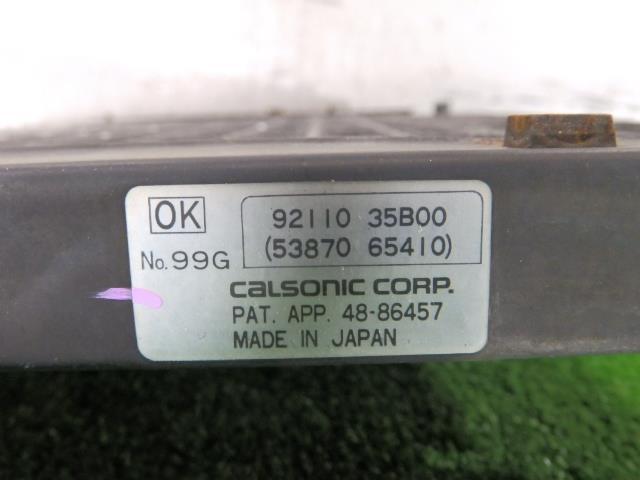 OK
92110 35B00
(53870 65410)
No. 99G
CALSONIC CORP.
PAT. APP. 48-86457
MADE IN JAPAN